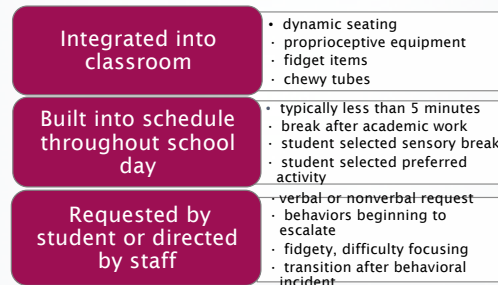 Integrated into
classroom
• dynamic seating
· proprioceptive equipment
· fidget items
· chewy tubes
Built into schedule
throughout school
day
• typically less than 5 minutes
· break after academic work
· student selected sensory break
· student selected preferred
activity
Requested by
student or directed
by staff
· verbal or nonverbal request
· behaviors beginning to
escalate
· fidgety, difficulty focusing
· transition after behavioral
incident